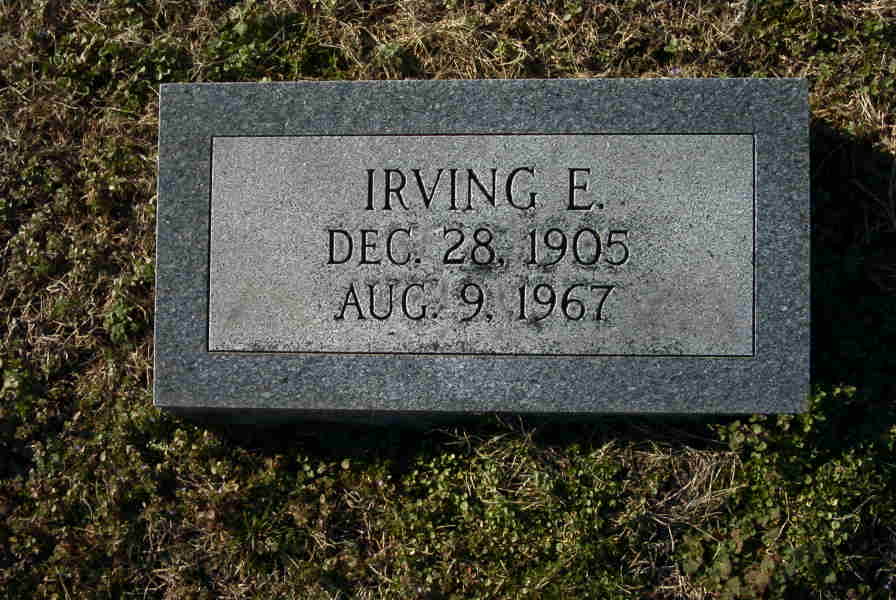 IRVING E.
DEC. 28, 1905
AUG. 9, 1967